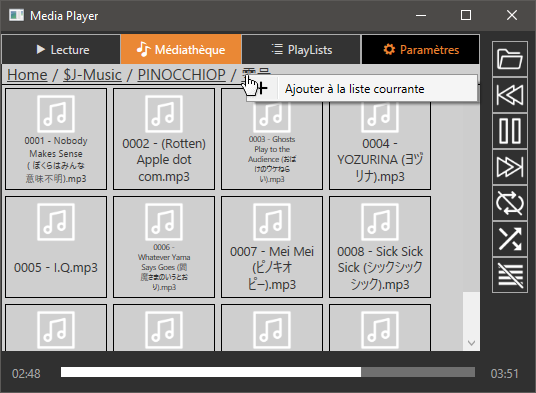 Media Player
Lecture
Médiathêque
PlayLists
Paramètres
Home / $J-Music / PINOCCHIOP /
Ajouter à la liste courrante
0001 - Nobody
Makes Sense
(ぼくらはみんな
意味不明).mp3
0002 - (Rotten)
Apple dot
com.mp3
0003 - Ghosts
Play to the
Audience (おば
けのウケねら
い).mp3
0004 -
YOZURINA (ヨヅ
リナ).mp3
0005 - I.Q.mp3
0006 -
Whatever Yama
Says Goes (閻
魔さまのいうとお
り).mp3
0007 - Mei Mei
(ピノキオ
ピー).mp3
0008 - Sick Sick
Sick (シックシック
シック).mp3
02:48
03:51